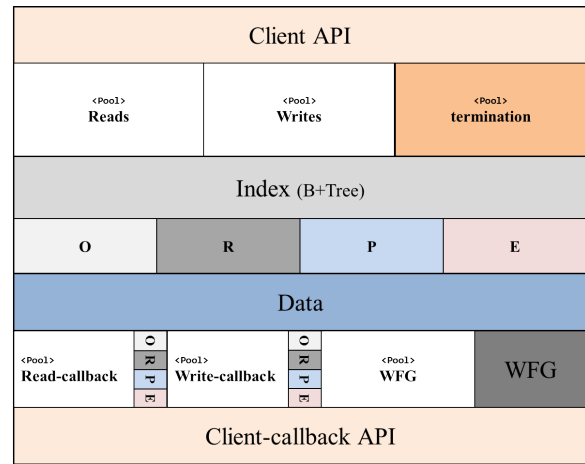 Client API
<Pool>
Reads
<Pool>
Writes
<Pool>
termination
Index (B+Tree)
O
R
P
E
Data
<Pool>
Read-callback
O
R
P
E
<Pool>
Write-callback
O
R
P
E
<Pool>
WFG
WFG
Client-callback API